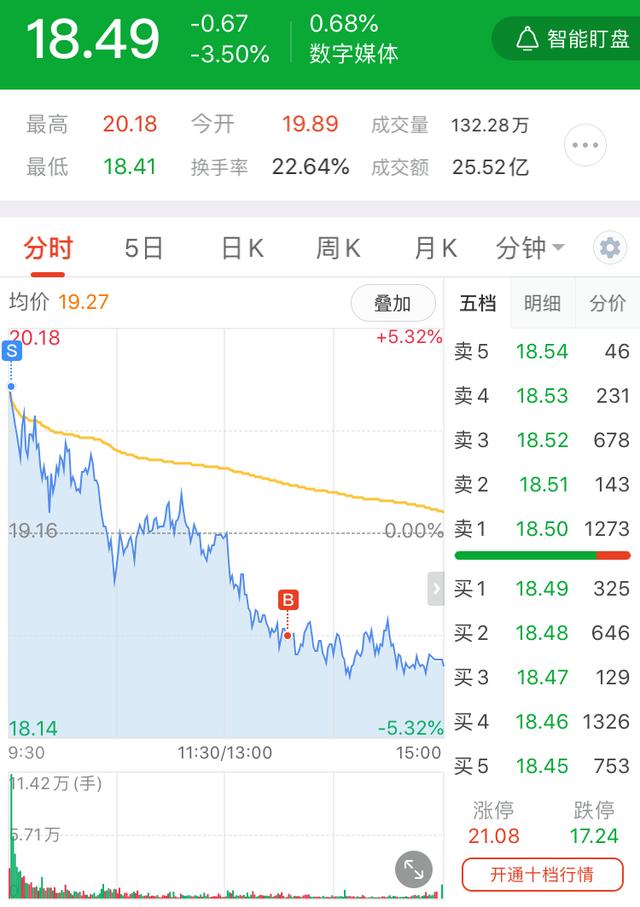 18.49
-0.67 0.68%
-3.50% 数字媒体
智能盯盘
最高 20.18 今开 19.89 成交量 132.28万
最低 18.41 换手率 22.64% 成交额 25.52亿
分时 5日 日K 周K 月K 分钟
均价 19.27 叠加
五档 明细 分价
20.18 +5.32%
S
19.16 0.00%
B
18.14 -5.32%
9:30 11:30/13:00 15:00
11.42万(手)
5.71万
卖5 18.54 46
卖4 18.53 231
卖3 18.52 678
卖2 18.51 143
卖1 18.50 1273
买1 18.49 325
买2 18.48 646
买3 18.47 129
买4 18.46 1326
买5 18.45 753
涨停 跌停
21.08 17.24
开通十档行情